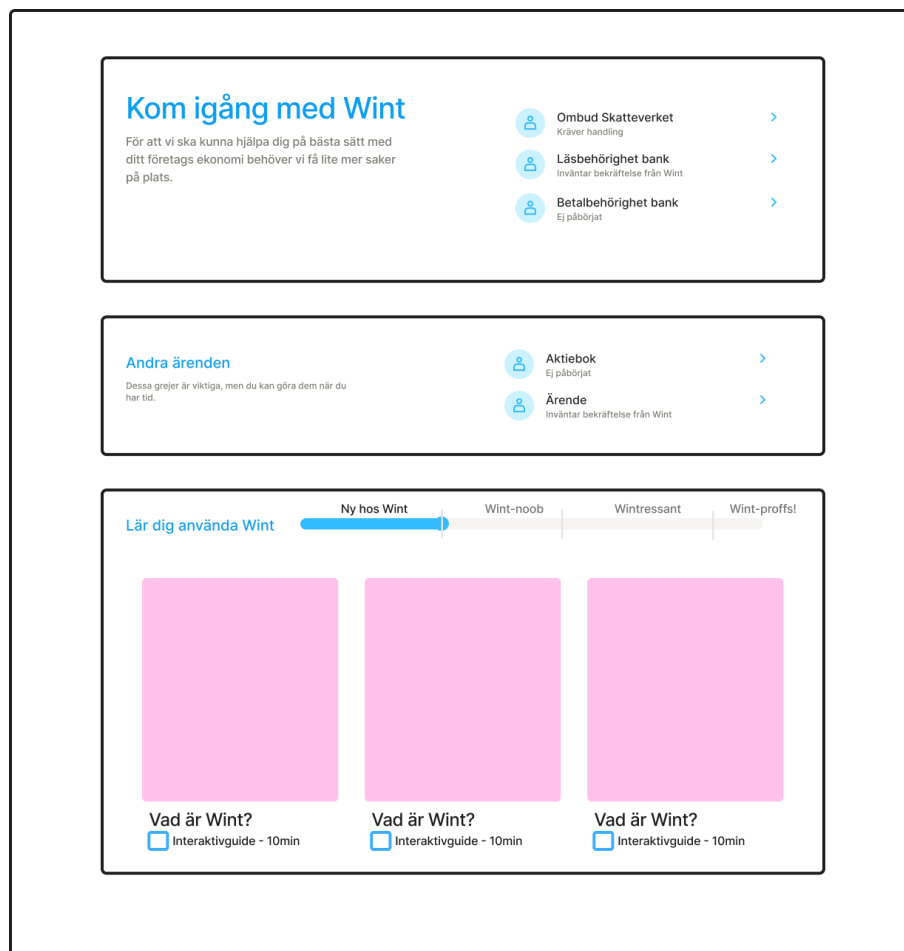 Kom igång med Wint
För att vi ska kunna hjälpa dig på bästa sätt med
ditt företags ekonomi behöver vi få lite mer saker
på plats.
Ombud Skatteverket
Kräver handling
Läsbehörighet bank
Inväntar bekräftelse från Wint
Betalbehörighet bank
Ej påbörjat
Andra ärenden
Dessa grejer är viktiga, men du kan göra dem när du
har tid.
Aktiebok
Ej påbörjat
Ärende
Inväntar bekräftelse från Wint
Lär dig använda Wint
Ny hos Wint
Wint-noob
Wintressant
Wint-proffs!
Vad är Wint?
Interaktivguide - 10min
Vad är Wint?
Interaktivguide - 10min
Vad är Wint?
Interaktivguide - 10min